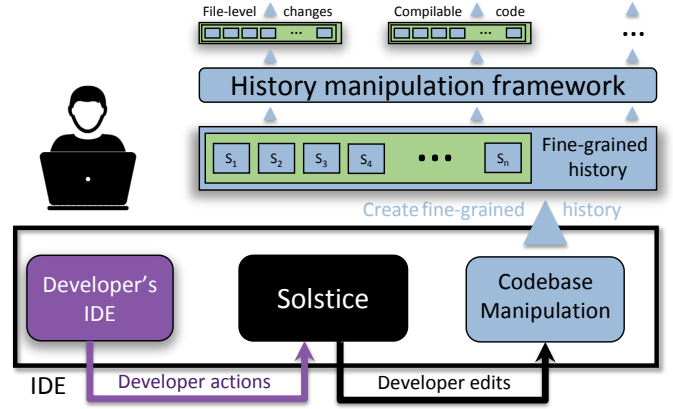 File-level changes
Compilable code
...
...
...
History manipulation framework
S1 S2 S3 S4 ... Sn
Fine-grained
history
Create fine-grained history
Developer's
IDE
Solstice
Codebase
Manipulation
IDE
Developer actions
Developer edits